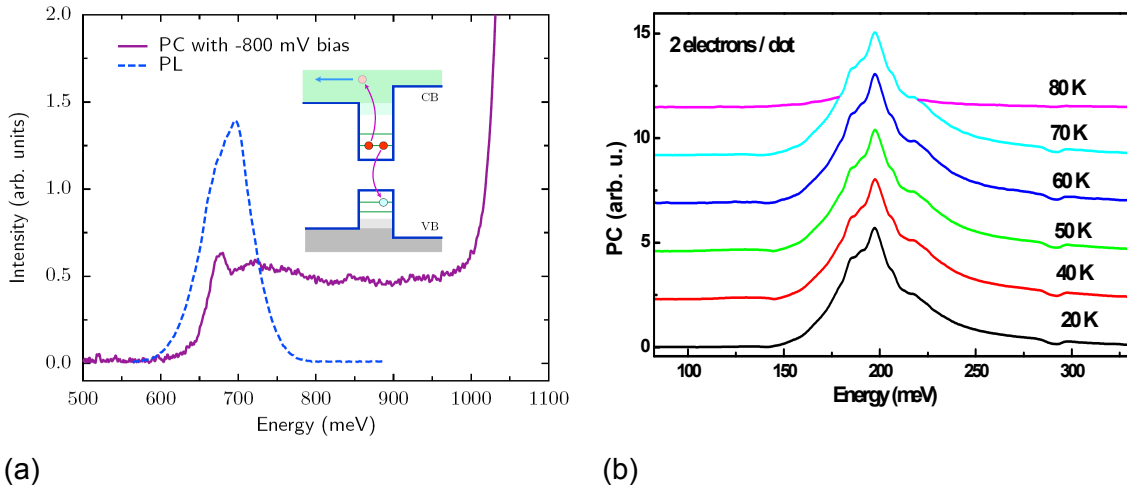 2.0
1.5
1.0
0.5
0.0
Intensity (arb. units)
PC with -800 mV bias
PL
CB
VB
500 600 700 800 900 1000 1100
Energy (meV)
(a)
15
10
5
0
PC (arb. u.)
2 electrons / dot
80 K
70 K
60 K
50 K
40 K
20 K
100 150 200 250 300
Energy (meV)
(b)